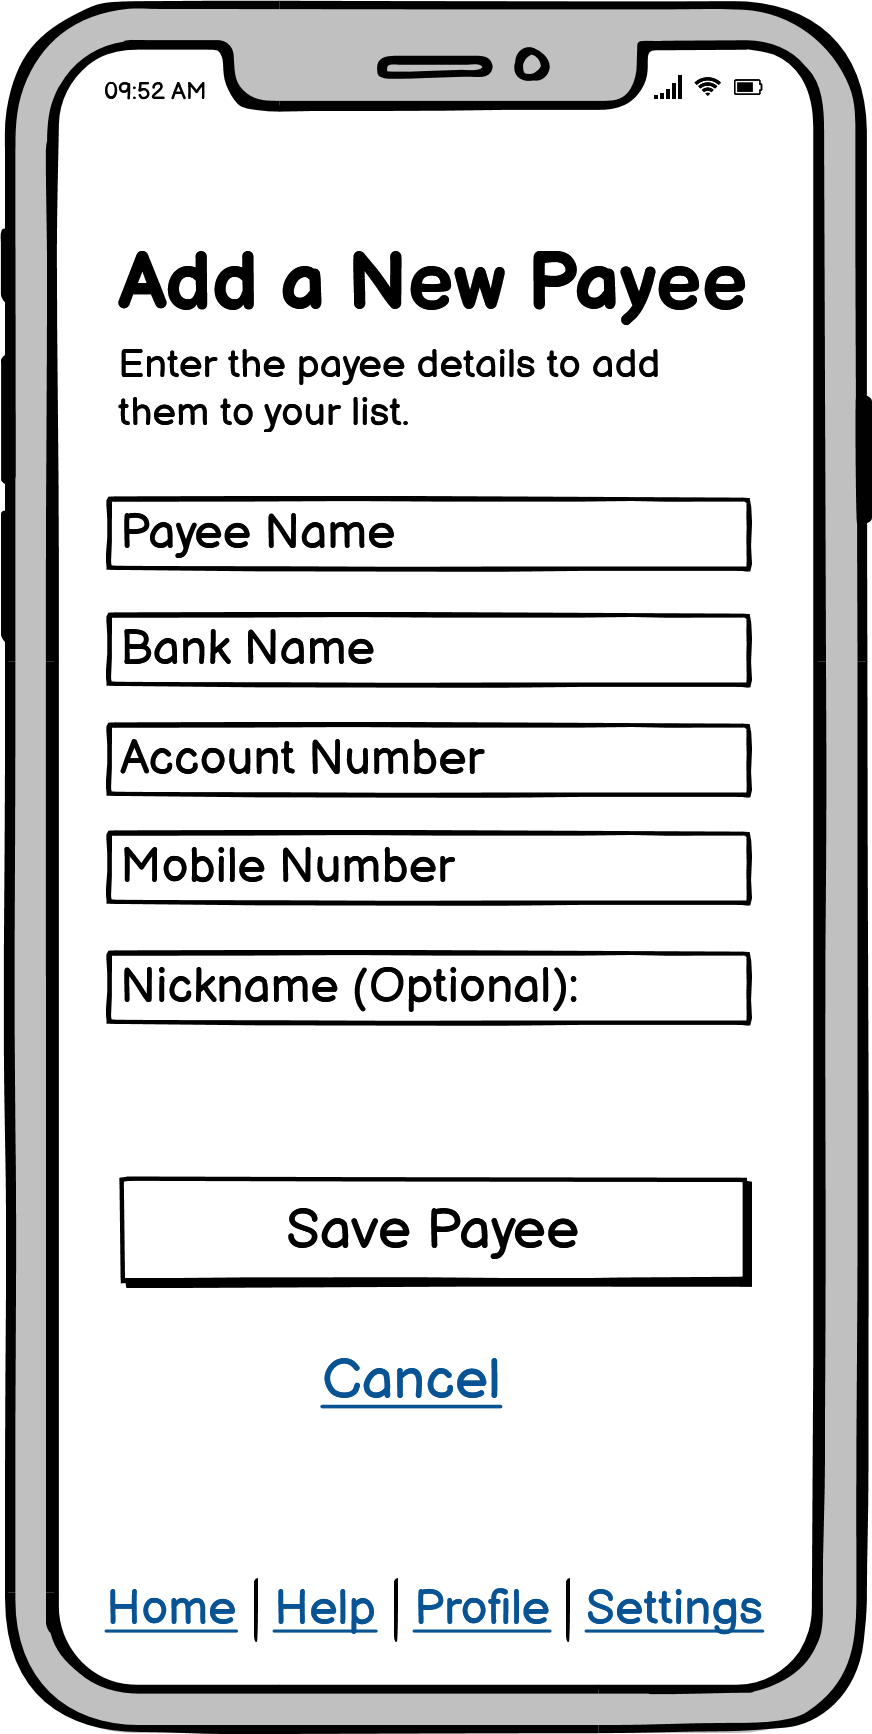 09:52 AM
Add a New Payee
Enter the payee details to add
them to your list.
Payee Name
Bank Name
Account Number
Mobile Number
Nickname (Optional):
Save Payee
Cancel
Home | Help | Profile | Settings